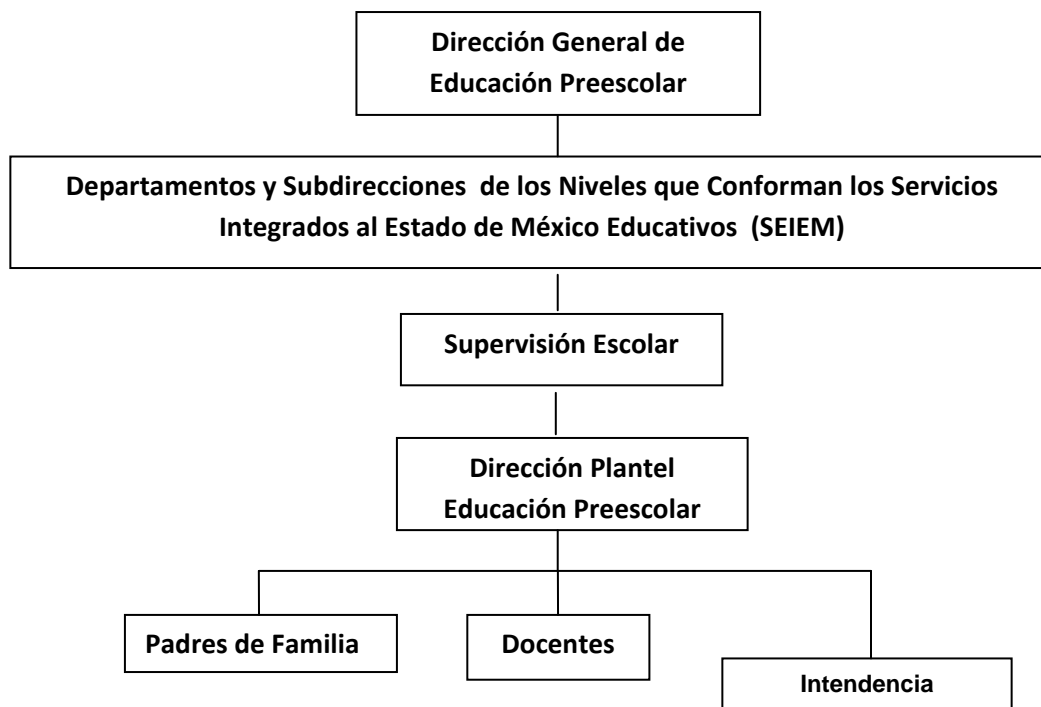 Dirección General de
Educación Preescolar
Departamentos y Subdirecciones de los Niveles que Conforman los Servicios
Integrados al Estado de México Educativos (SEIEM)
Supervisión Escolar
Dirección Plantel
Educación Preescolar
Padres de Familia
Docentes
Intendencia